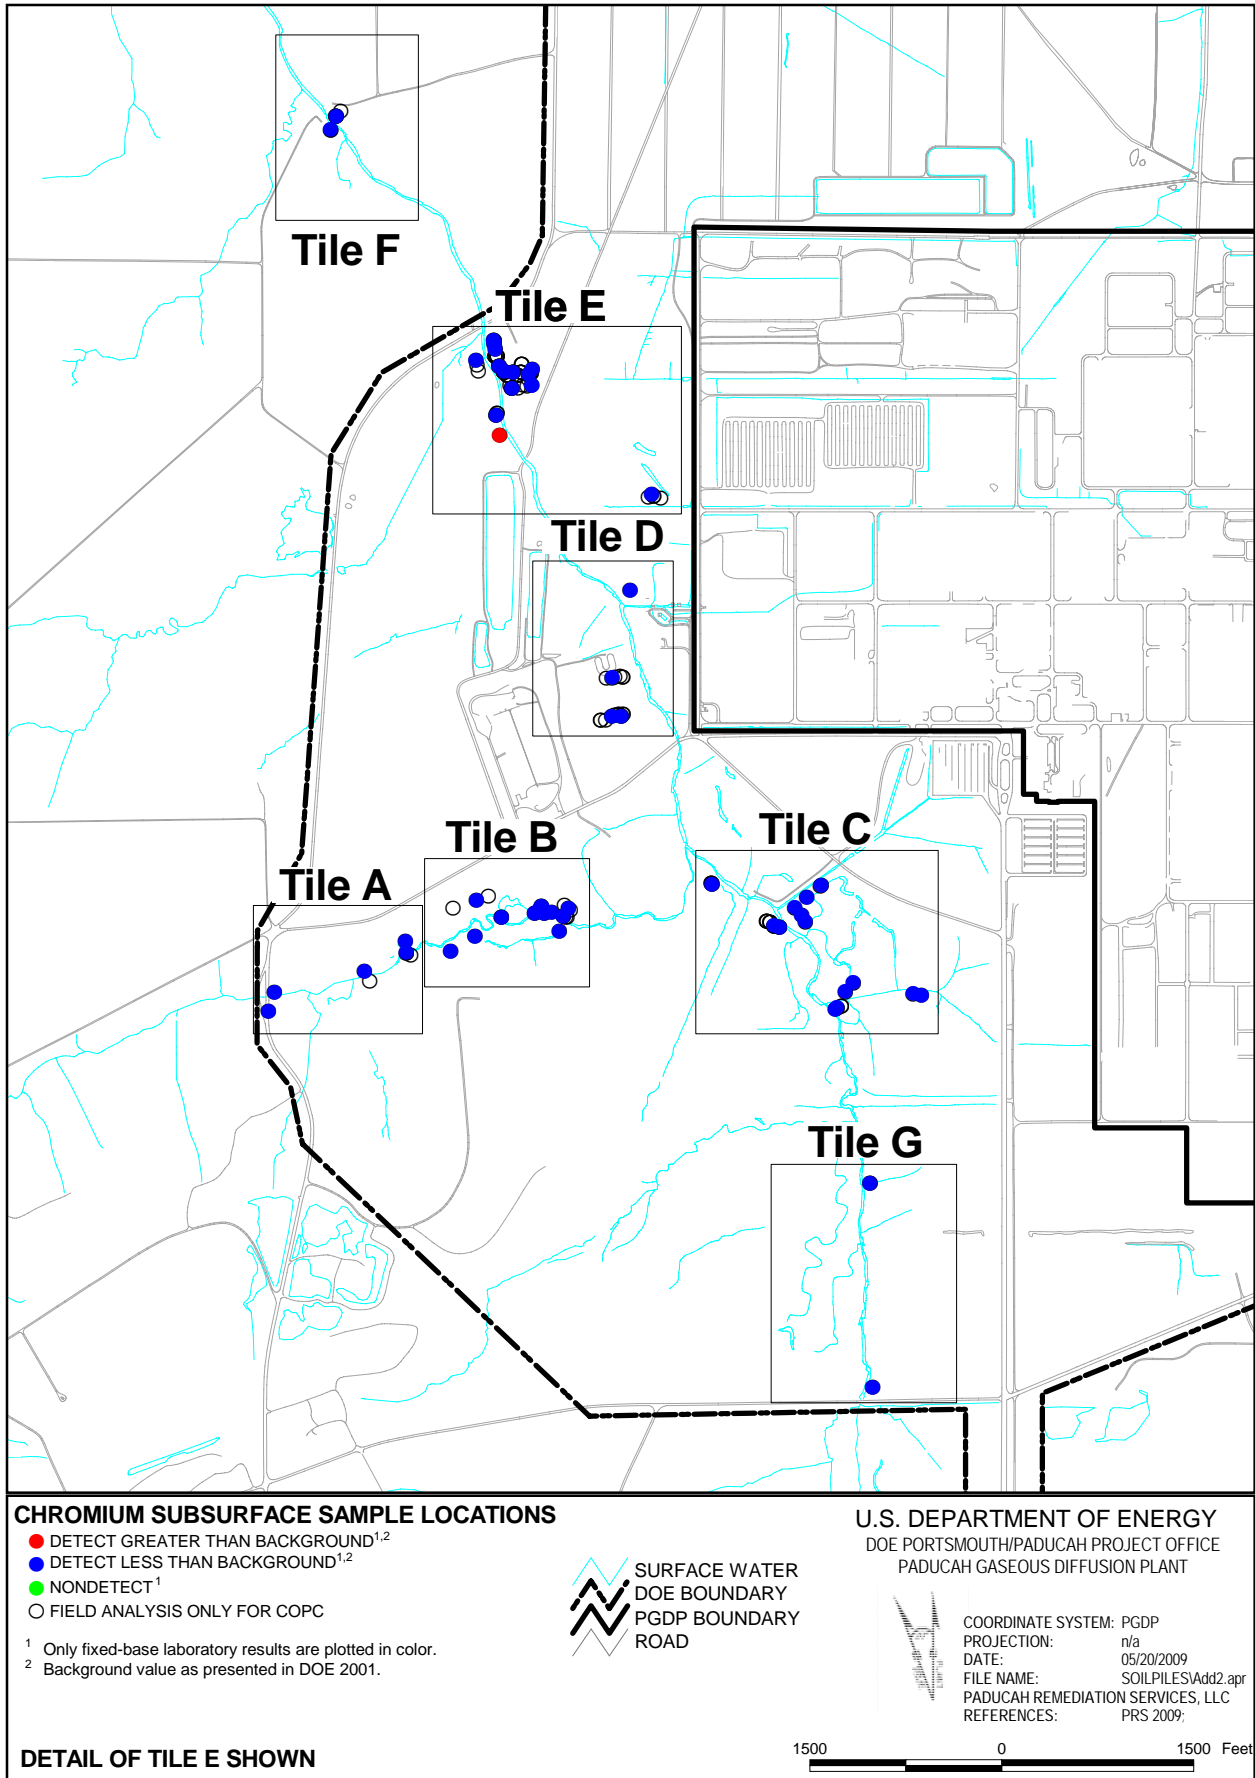 Tile F
Tile E
Tile D
Tile B
Tile C
Tile A
Tile G
CHROMIUM SUBSURFACE SAMPLE LOCATIONS
DETECT GREATER THAN BACKGROUND1,2
DETECT LESS THAN BACKGROUND1,2
NONDETECT1
FIELD ANALYSIS ONLY FOR COPC
1 Only fixed-base laboratory results are plotted in color.
2 Background value as presented in DOE 2001.
DETAIL OF TILE E SHOWN
SURFACE WATER
DOE BOUNDARY
PGDP BOUNDARY
ROAD
U.S. DEPARTMENT OF ENERGY
DOE PORTSMOUTH/PADUCAH PROJECT OFFICE
PADUCAH GASEOUS DIFFUSION PLANT
COORDINATE SYSTEM: PGDP
PROJECTION: n/a
DATE: 05/20/2009
FILE NAME: SOILPILES\Add2.apr
PADUCAH REMEDIATION SERVICES, LLC
REFERENCES: PRS 2009;
1500 0 1500 Feet